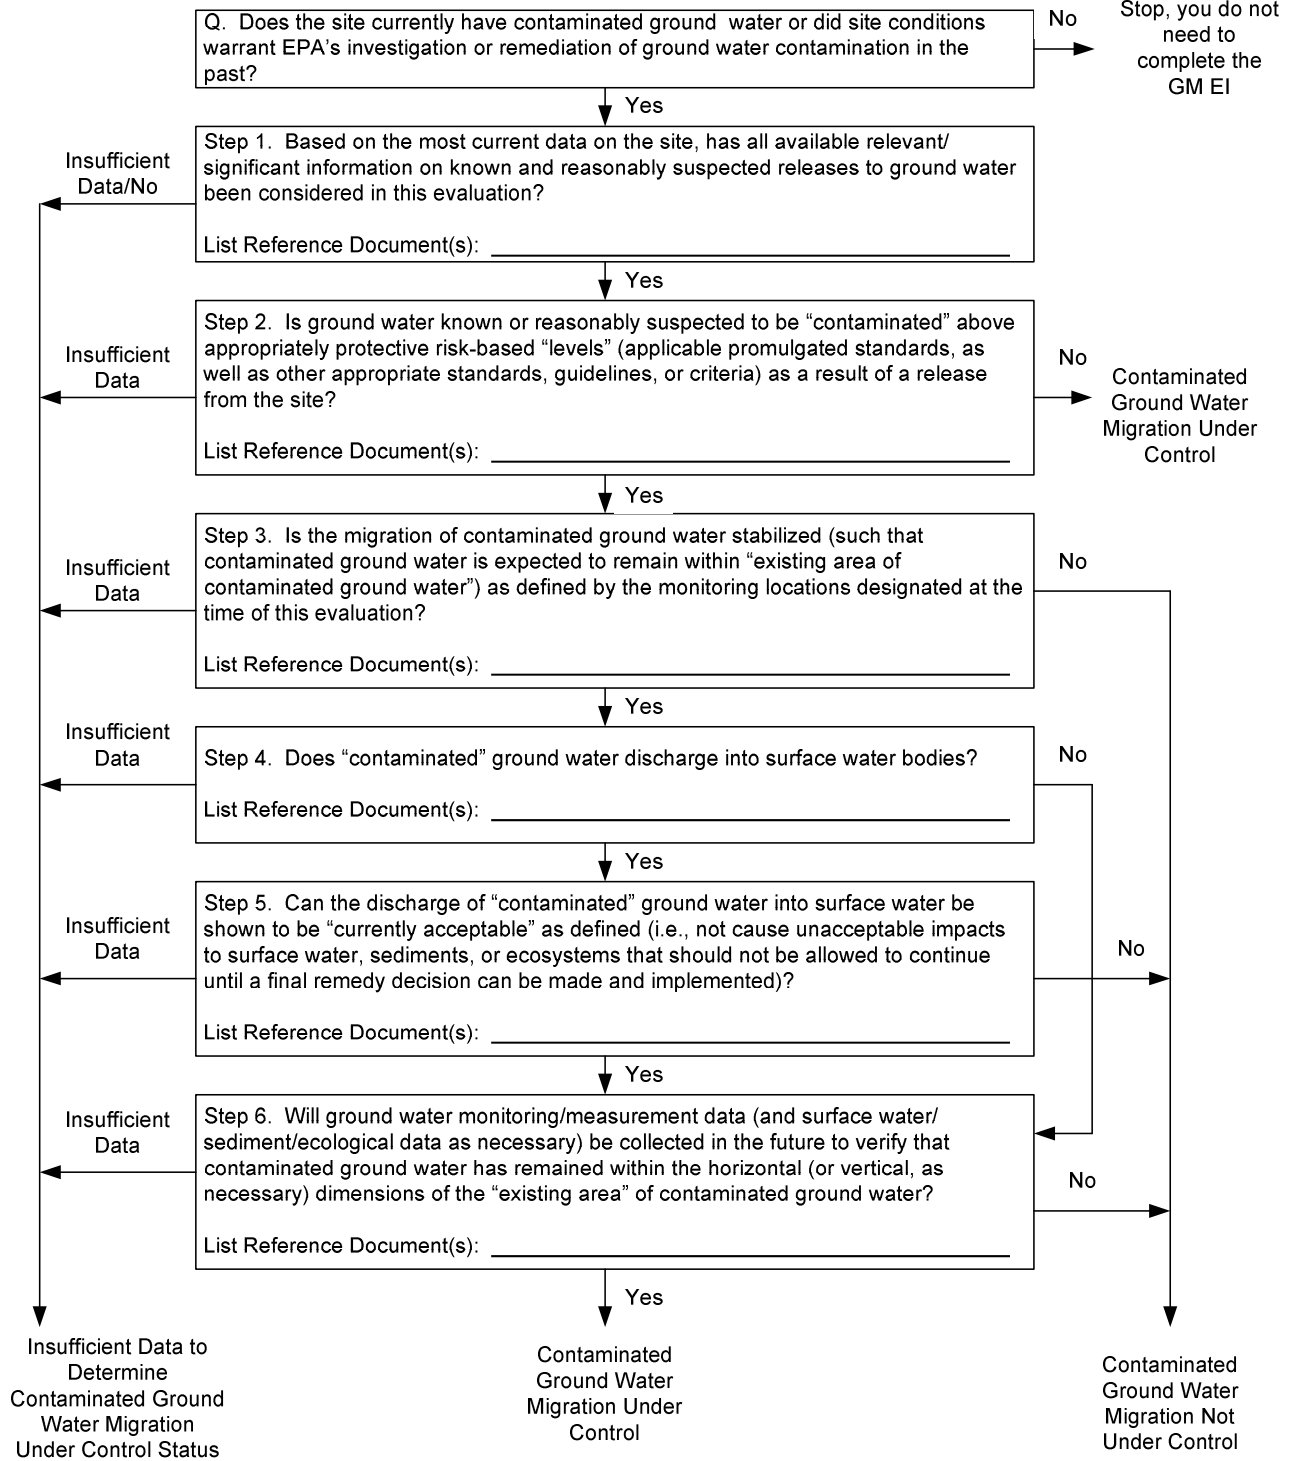 Q.  Does the site currently have contaminated ground  water or did site conditions
warrant EPA’s investigation or remediation of ground water contamination in the
past?
No
Stop, you do not
need to
complete the
GM EI
Yes
Insufficient
Data/No
Step 1.  Based on the most current data on the site, has all available relevant/
significant information on known and reasonably suspected releases to ground water
been considered in this evaluation?
List Reference Document(s):
Yes
Insufficient
Data
Step 2.  Is ground water known or reasonably suspected to be “contaminated” above
appropriately protective risk-based “levels” (applicable promulgated standards, as
well as other appropriate standards, guidelines, or criteria) as a result of a release
from the site?
List Reference Document(s):
No
Contaminated
Ground Water
Migration Under
Control
Yes
Insufficient
Data
Step 3.  Is the migration of contaminated ground water stabilized (such that
contaminated ground water is expected to remain within “existing area of
contaminated ground water”) as defined by the monitoring locations designated at the
time of this evaluation?
List Reference Document(s):
No
Yes
Insufficient
Data
Step 4.  Does “contaminated” ground water discharge into surface water bodies?
List Reference Document(s):
No
Yes
Insufficient
Data
Step 5.  Can the discharge of “contaminated” ground water into surface water be
shown to be “currently acceptable” as defined (i.e., not cause unacceptable impacts
to surface water, sediments, or ecosystems that should not be allowed to continue
until a final remedy decision can be made and implemented)?
List Reference Document(s):
No
Yes
Insufficient
Data
Step 6.  Will ground water monitoring/measurement data (and surface water/
sediment/ecological data as necessary) be collected in the future to verify that
contaminated ground water has remained within the horizontal (or vertical, as
necessary) dimensions of the “existing area” of contaminated ground water?
List Reference Document(s):
No
Yes
Insufficient Data to
Determine
Contaminated Ground
Water Migration
Under Control Status
Contaminated
Ground Water
Migration Under
Control
Contaminated
Ground Water
Migration Not
Under Control